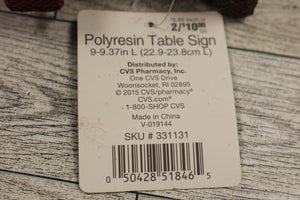 2/$10.00
Polyresin Table Sign
9-9.37in L (22.9-23.8cm L)
Distributed by:
CVS Pharmacy, Inc.
One CVS Drive
Woonsocket, RI 02895
© 2015 CVS/pharmacy®
CVS.com®
1-800-SHOP CVS
Made in China
V-019144
SKU # 331131
0 50428 51846 5